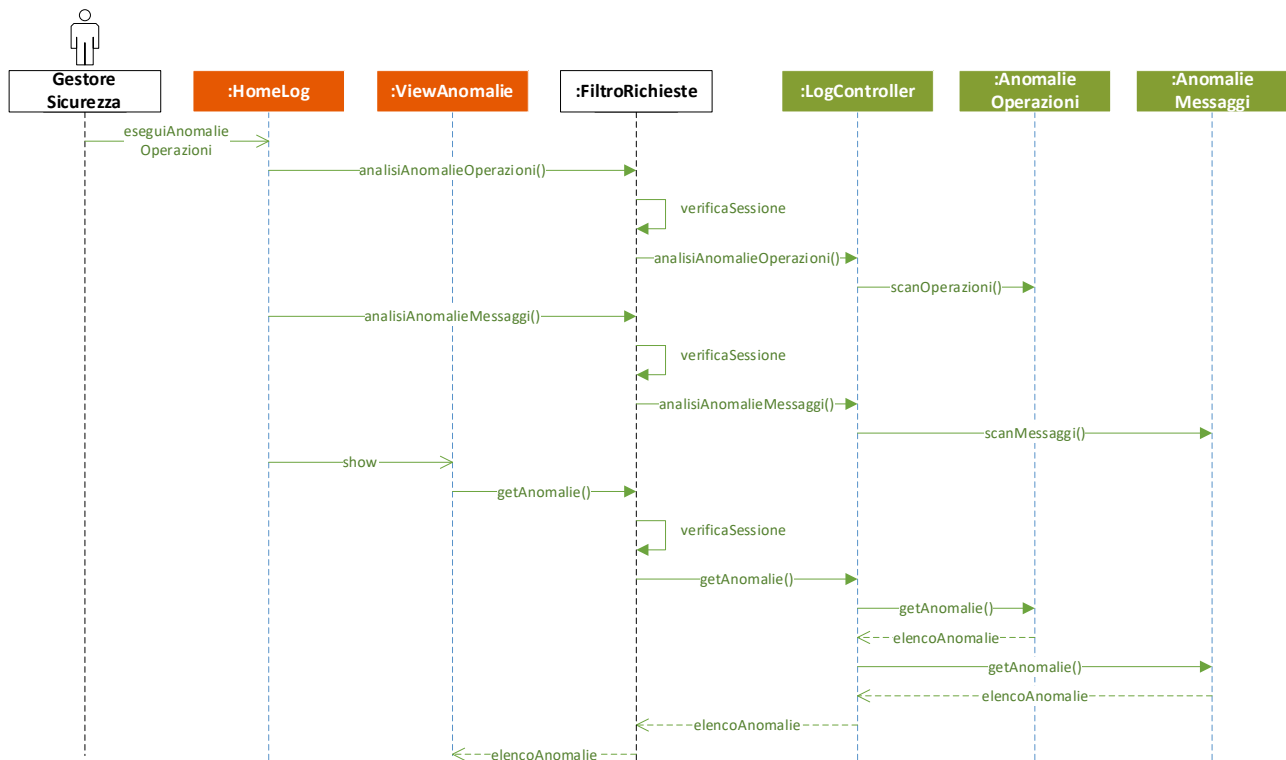 Gestore
Sicurezza
:HomeLog
:ViewAnomalie
:FiltroRichieste
:LogController
:Anomalie
Operazioni
:Anomalie
Messaggi
eseguiAnomalie
Operazioni
analisiAnomalieOperazioni()
verificaSessione
analisiAnomalieOperazioni()
scanOperazioni()
analisiAnomalieMessaggi()
verificaSessione
analisiAnomalieMessaggi()
scanMessaggi()
show
getAnomalie()
verificaSessione
getAnomalie()
getAnomalie()
elencoAnomalie
getAnomalie()
elencoAnomalie
elencoAnomalie
elencoAnomalie